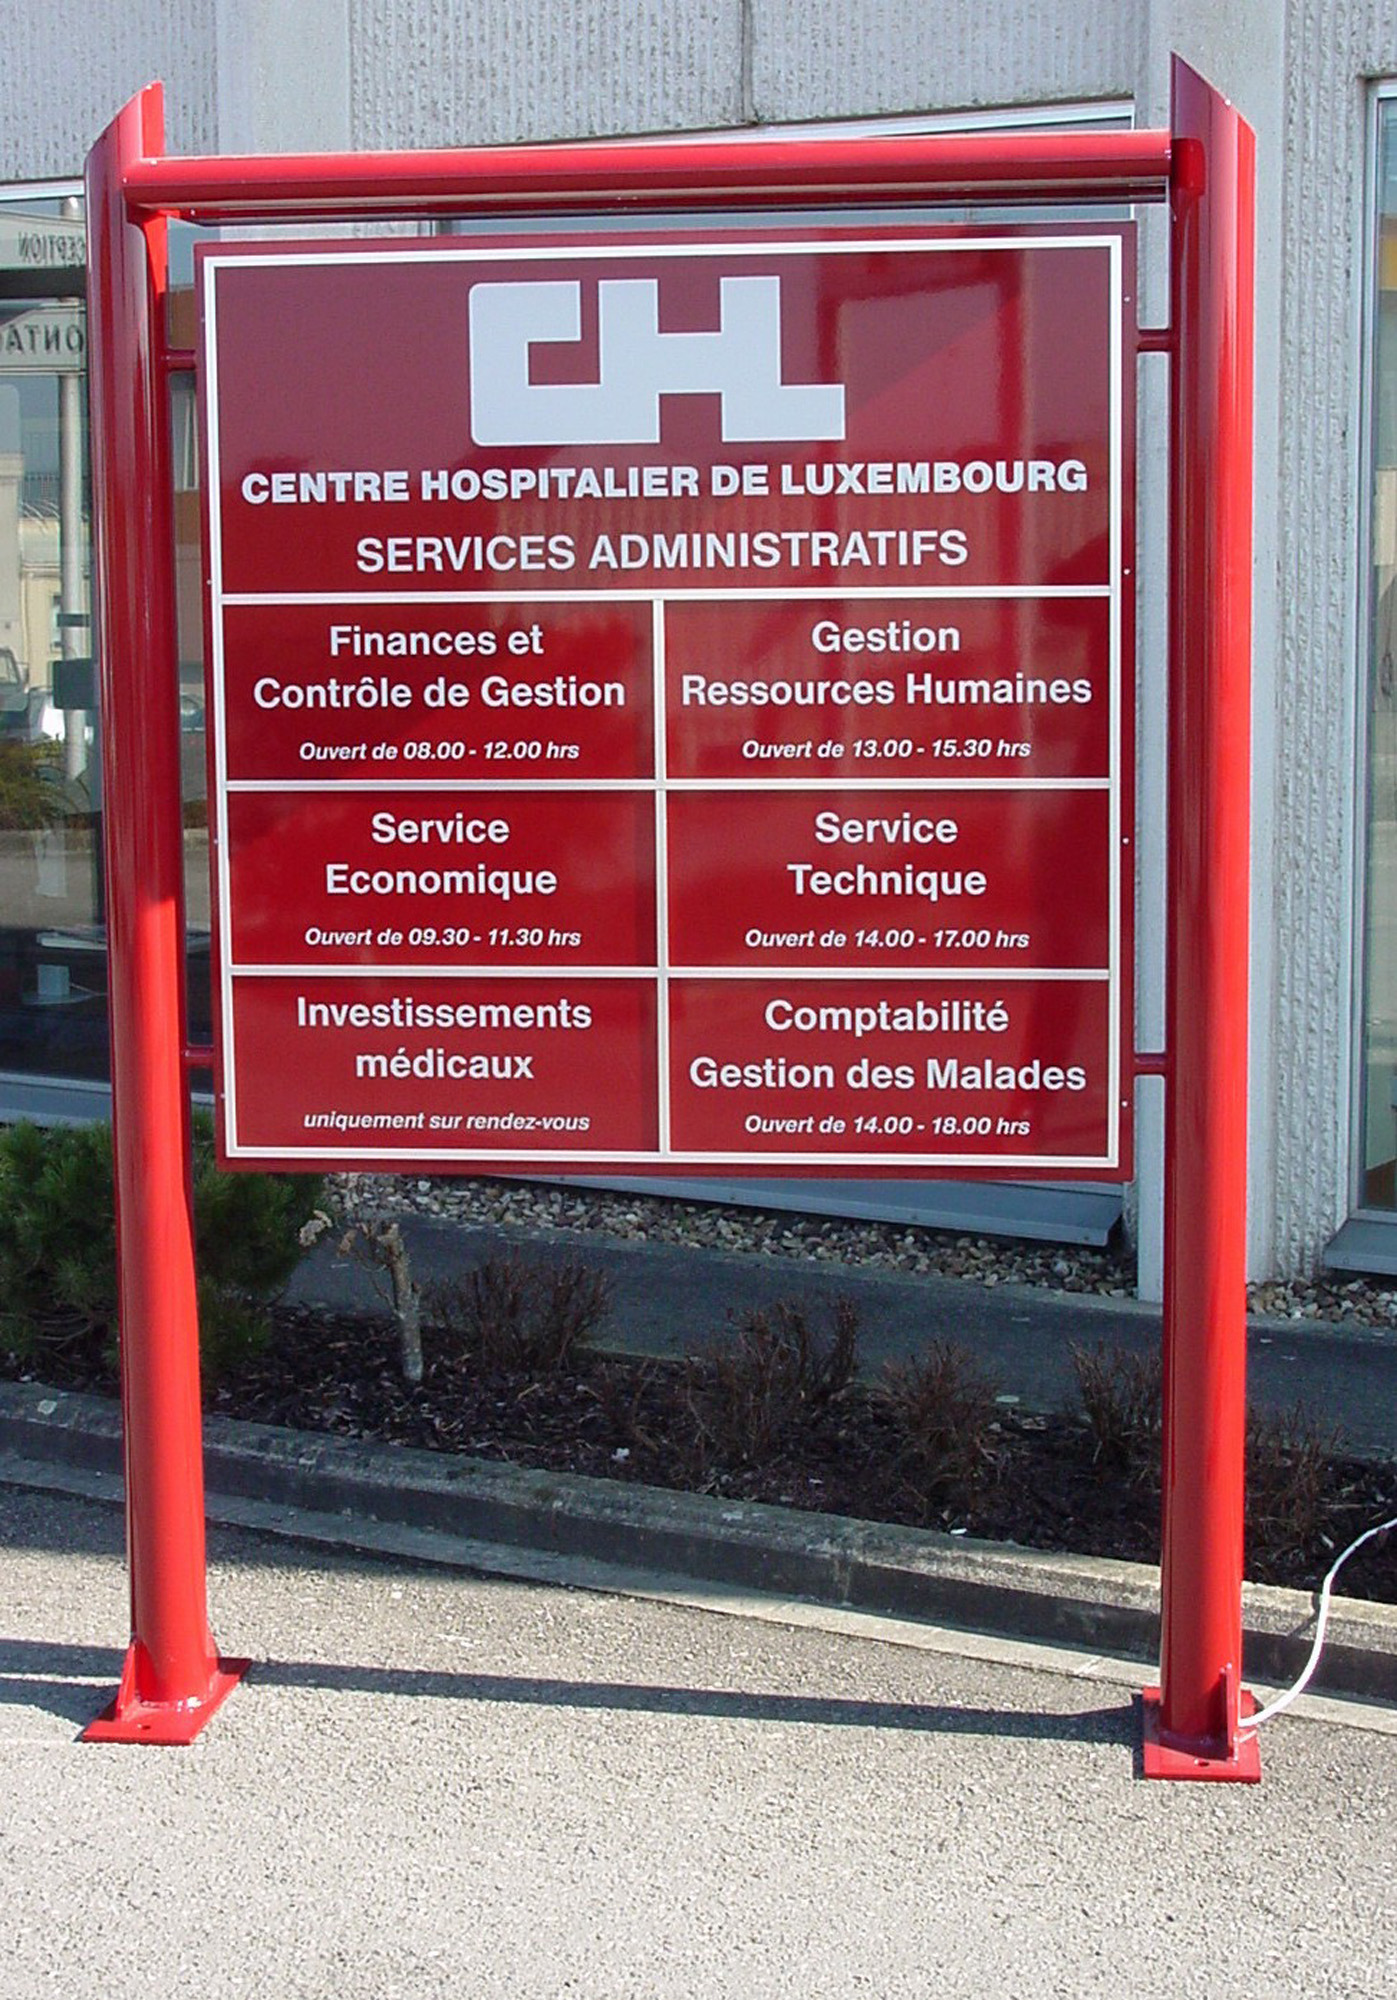 CHL
CENTRE HOSPITALIER DE LUXEMBOURG
SERVICES ADMINISTRATIFS
Finances et
Contrôle de Gestion
Ouvert de 08.00 - 12.00 hrs
Gestion
Ressources Humaines
Ouvert de 13.00 - 15.30 hrs
Service
Economique
Ouvert de 09.30 - 11.30 hrs
Service
Technique
Ouvert de 14.00 - 17.00 hrs
Investissements
médicaux
uniquement sur rendez-vous
Comptabilité
Gestion des Malades
Ouvert de 14.00 - 18.00 hrs